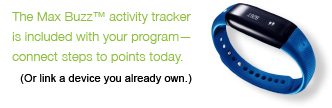 The Max Buzz™ activity tracker
is included with your program—
connect steps to points today.
(Or link a device you already own.)